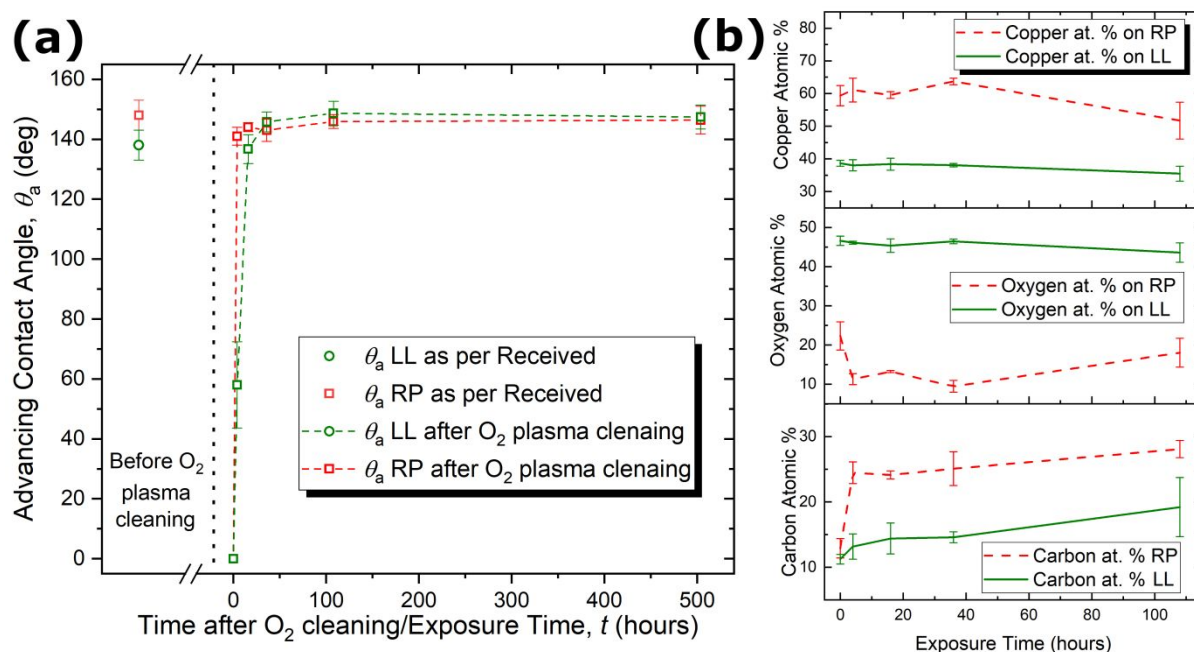 (a)
160
140
120
100
80
60
40
20
0
Advancing Contact Angle, θa (deg)
Before O2
plasma
cleaning
θa LL as per Received
θa RP as per Received
θa LL after O2 plasma clenaing
θa RP after O2 plasma clenaing
0 100 200 300 400 500
Time after O2 cleaning/Exposure Time, t (hours)
(b)
Copper at. % on RP
Copper at. % on LL
80
70
60
50
40
30
Copper Atomic %
50
40
30
20
10
Oxygen Atomic %
Oxygen at. % on RP
Oxygen at. % on LL
30
20
10
Carbon Atomic %
Carbon at. % RP
Carbon at. % LL
0 20 40 60 80 100
Exposure Time (hours)